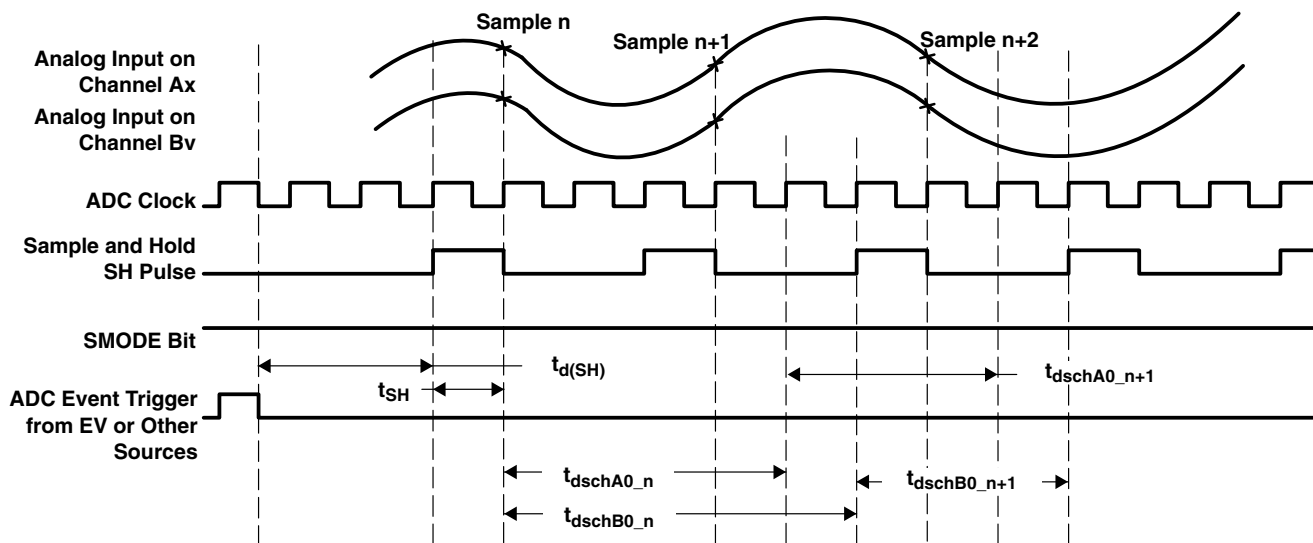 Sample n
Sample n+1
Sample n+2
Analog Input on
Channel Ax
Analog Input on
Channel Bv
ADC Clock
Sample and Hold
SH Pulse
SMODE Bit
td(SH)
tdschA0_n+1
tSH
ADC Event Trigger
from EV or Other
Sources
tdschA0_n
tdschB0_n+1
tdschB0_n